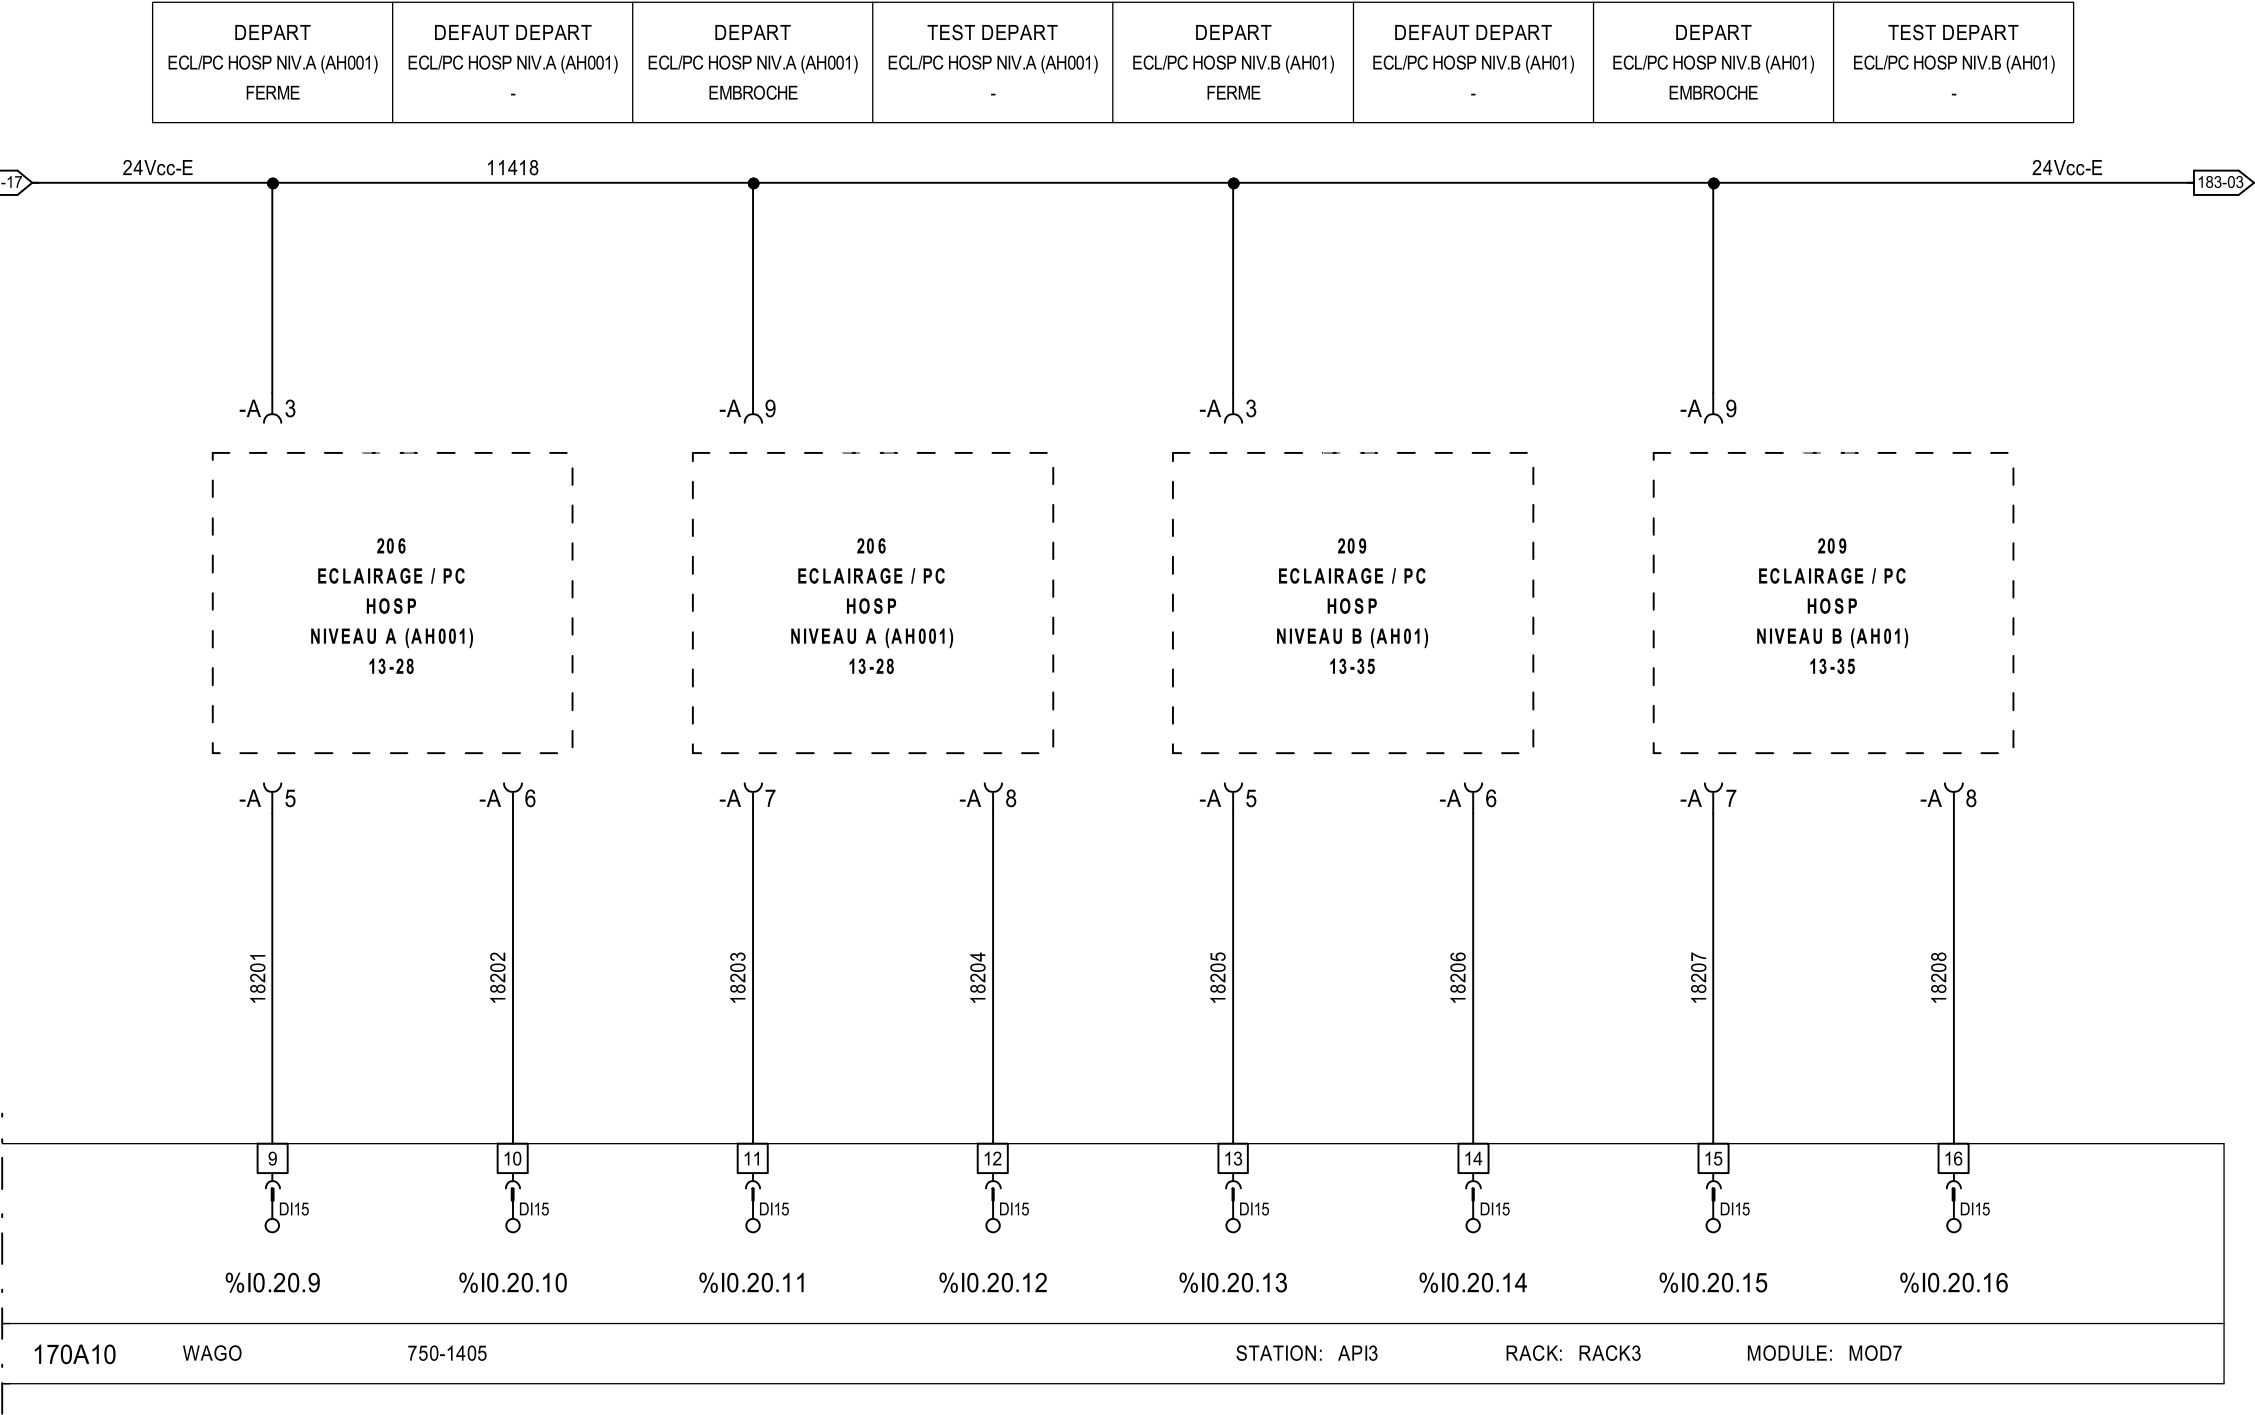 DEPART
ECL/PC HOSP NIV.A (AH001)
FERME
DEFAUT DEPART
ECL/PC HOSP NIV.A (AH001)
-
DEPART
ECL/PC HOSP NIV.A (AH001)
EMBROCHE
TEST DEPART
ECL/PC HOSP NIV.A (AH001)
-
DEPART
ECL/PC HOSP NIV.B (AH01)
FERME
DEFAUT DEPART
ECL/PC HOSP NIV.B (AH01)
-
DEPART
ECL/PC HOSP NIV.B (AH01)
EMBROCHE
TEST DEPART
ECL/PC HOSP NIV.B (AH01)
-
-17 24Vcc-E 11418 24Vcc-E 183-03
-A 3 -A 9 -A 3 -A 9
206
ECLAIRAGE / PC
HOSP
NIVEAU A (AH001)
13-28
206
ECLAIRAGE / PC
HOSP
NIVEAU A (AH001)
13-28
209
ECLAIRAGE / PC
HOSP
NIVEAU B (AH01)
13-35
209
ECLAIRAGE / PC
HOSP
NIVEAU B (AH01)
13-35
-A 5 -A 6 -A 7 -A 8 -A 5 -A 6 -A 7 -A 8
18201 18202 18203 18204 18205 18206 18207 18208
9 10 11 12 13 14 15 16
DI15 DI15 DI15 DI15 DI15 DI15 DI15 DI15
%I0.20.9 %I0.20.10 %I0.20.11 %I0.20.12 %I0.20.13 %I0.20.14 %I0.20.15 %I0.20.16
170A10 WAGO 750-1405 STATION: API3 RACK: RACK3 MODULE: MOD7